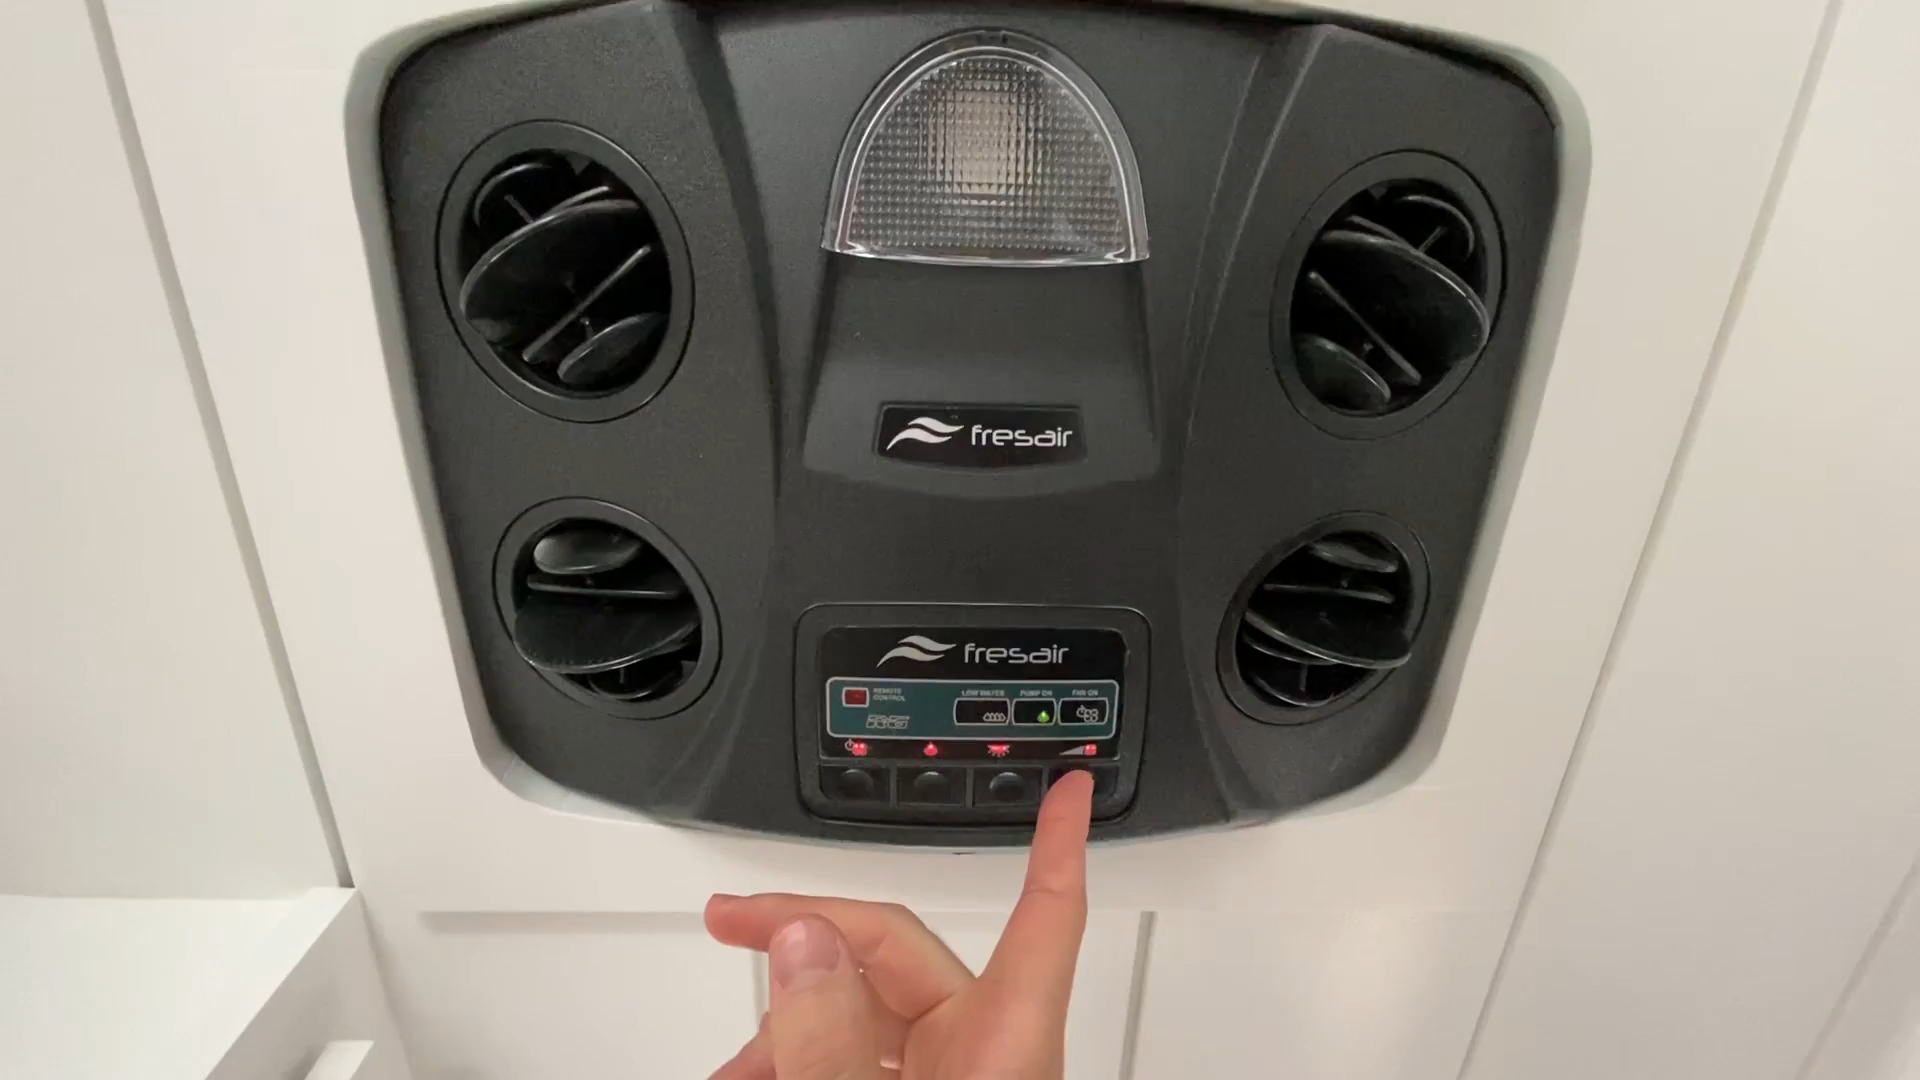 fresair
fresair
REMOTE
CONTROL
LOW WATER
PUMP ON
FAN ON